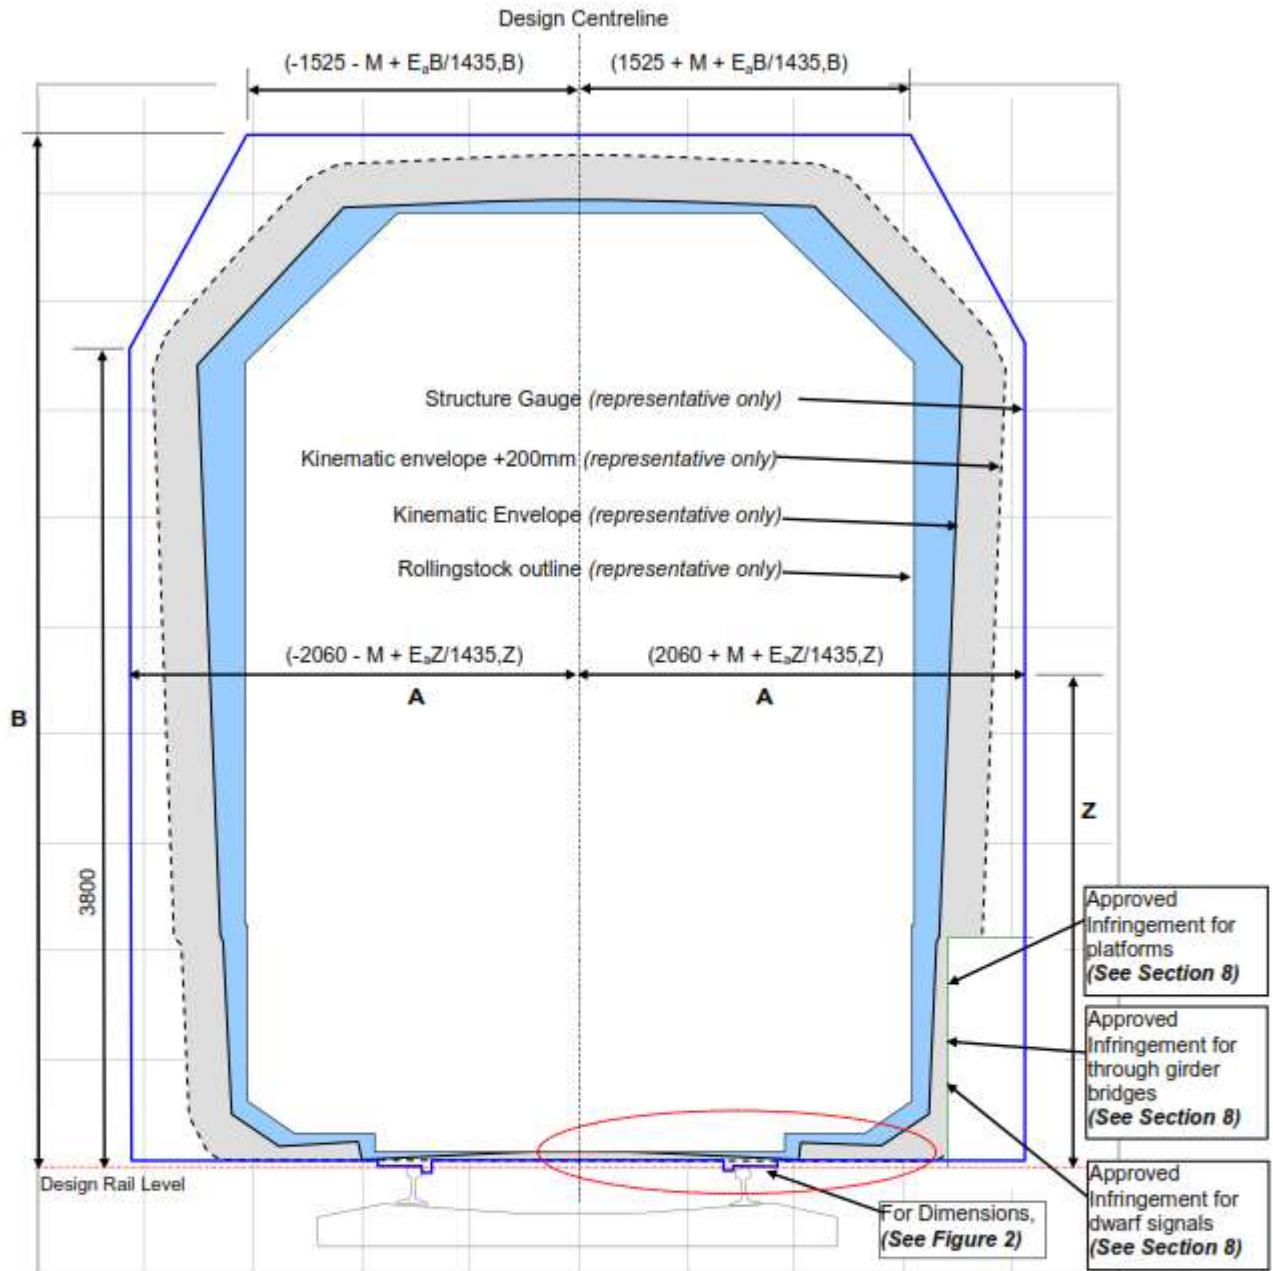 Design Centreline
(-1525 - M + EₐB/1435,B)
(1525 + M + EₐB/1435,B)
Structure Gauge (representative only)
Kinematic envelope +200mm (representative only)
Kinematic Envelope (representative only)
Rollingstock outline (representative only)
(-2060 - M + EₐZ/1435,Z)
(2060 + M + EₐZ/1435,Z)
A
A
B
Z
3800
Approved
Infringement for
platforms
(See Section 8)
Approved
Infringement for
through girder
bridges
(See Section 8)
Approved
Infringement for
dwarf signals
(See Section 8)
Design Rail Level
For Dimensions,
(See Figure 2)